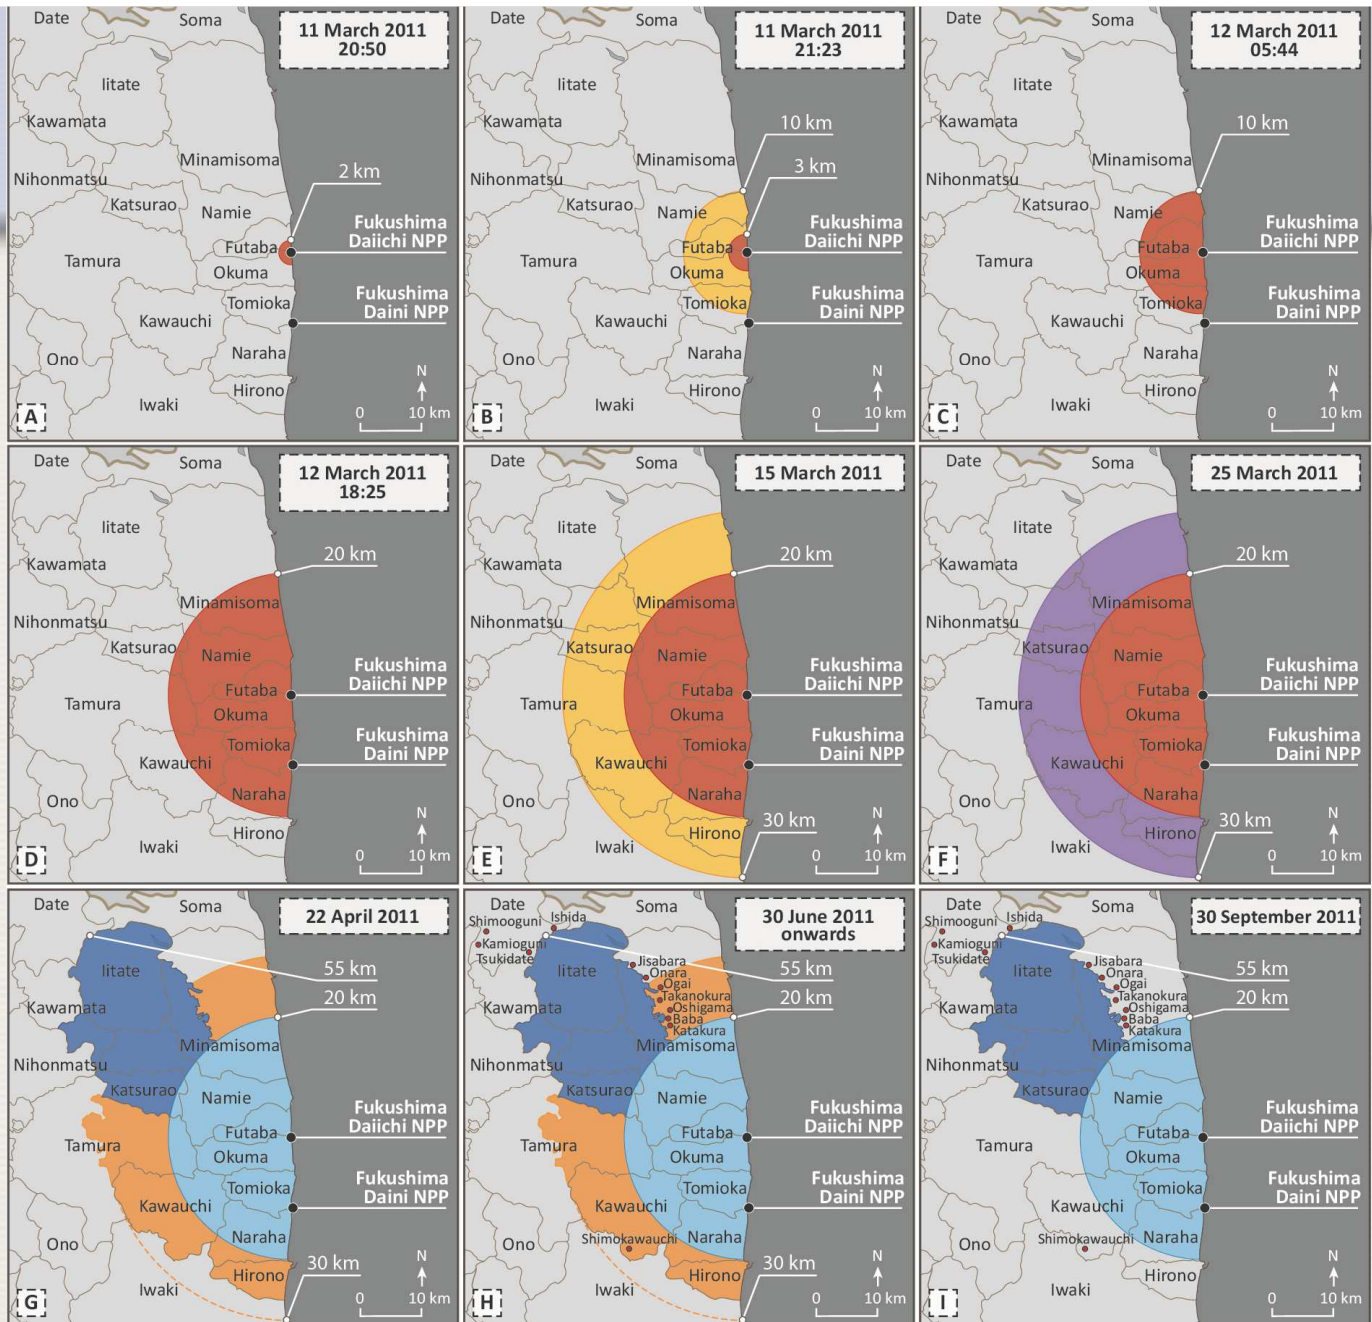 Date
Soma
11 March 2011
20:50
Iitate
Kawamata
Minamisoma
2 km
Nihonmatsu
Katsurao
Namie
Fukushima
Daiichi NPP
Futaba
Tamura
Okuma
Fukushima
Daini NPP
Tomioka
Kawauchi
Ono
Naraha
N
Hirono
Iwaki
0 10 km
A
Date
Soma
11 March 2011
21:23
Iitate
Kawamata
10 km
Minamisoma
3 km
Nihonmatsu
Katsurao
Namie
Fukushima
Daiichi NPP
Futaba
Tamura
Okuma
Fukushima
Daini NPP
Tomioka
Kawauchi
Ono
Naraha
N
Hirono
Iwaki
0 10 km
B
Date
Soma
12 March 2011
05:44
Iitate
Kawamata
10 km
Minamisoma
Nihonmatsu
Katsurao
Namie
Fukushima
Daiichi NPP
Futaba
Tamura
Okuma
Fukushima
Daini NPP
Tomioka
Kawauchi
Ono
Naraha
N
Hirono
Iwaki
0 10 km
C
Date
Soma
12 March 2011
18:25
Iitate
20 km
Kawamata
Minamisoma
Nihonmatsu
Katsurao
Namie
Fukushima
Daiichi NPP
Futaba
Tamura
Okuma
Fukushima
Daini NPP
Tomioka
Kawauchi
Ono
Naraha
N
Hirono
Iwaki
0 10 km
D
Date
Soma
15 March 2011
Iitate
20 km
Kawamata
Minamisoma
Nihonmatsu
Katsurao
Namie
Fukushima
Daiichi NPP
Futaba
Tamura
Okuma
Fukushima
Daini NPP
Tomioka
Kawauchi
Ono
Naraha
N
30 km
Hirono
Iwaki
0 10 km
E
Date
Soma
25 March 2011
Iitate
20 km
Kawamata
Minamisoma
Nihonmatsu
Katsurao
Namie
Fukushima
Daiichi NPP
Futaba
Tamura
Okuma
Fukushima
Daini NPP
Tomioka
Kawauchi
Ono
Naraha
N
30 km
Hirono
Iwaki
0 10 km
F
Date
Soma
22 April 2011
Iitate
55 km
20 km
Kawamata
Minamisoma
Nihonmatsu
Katsurao
Namie
Fukushima
Daiichi NPP
Futaba
Tamura
Okuma
Fukushima
Daini NPP
Tomioka
Kawauchi
Naraha
Ono
N
30 km
Hirono
Iwaki
0 10 km
G
Date
Soma
30 June 2011
onwards
Shimooguni
Ishida
Kamioguni
Tsukidate
Jisabara
Iitate
Onara
55 km
Ogai
Takanokura
20 km
Kawamata
Oshigama
Baba
Katakura
Minamisoma
Nihonmatsu
Katsurao
Namie
Fukushima
Daiichi NPP
Futaba
Tamura
Okuma
Fukushima
Daini NPP
Tomioka
Kawauchi
Naraha
Shimokawauchi
Ono
N
30 km
Hirono
Iwaki
0 10 km
H
Date
Soma
30 September 2011
Shimooguni
Ishida
Kamioguni
Tsukidate
Jisabara
Iitate
Onara
55 km
Ogai
Takanokura
20 km
Kawamata
Oshigama
Baba
Katakura
Minamisoma
Nihonmatsu
Katsurao
Namie
Fukushima
Daiichi NPP
Futaba
Tamura
Okuma
Fukushima
Daini NPP
Tomioka
Kawauchi
Naraha
Shimokawauchi
Ono
N
Hirono
Iwaki
0 10 km
I